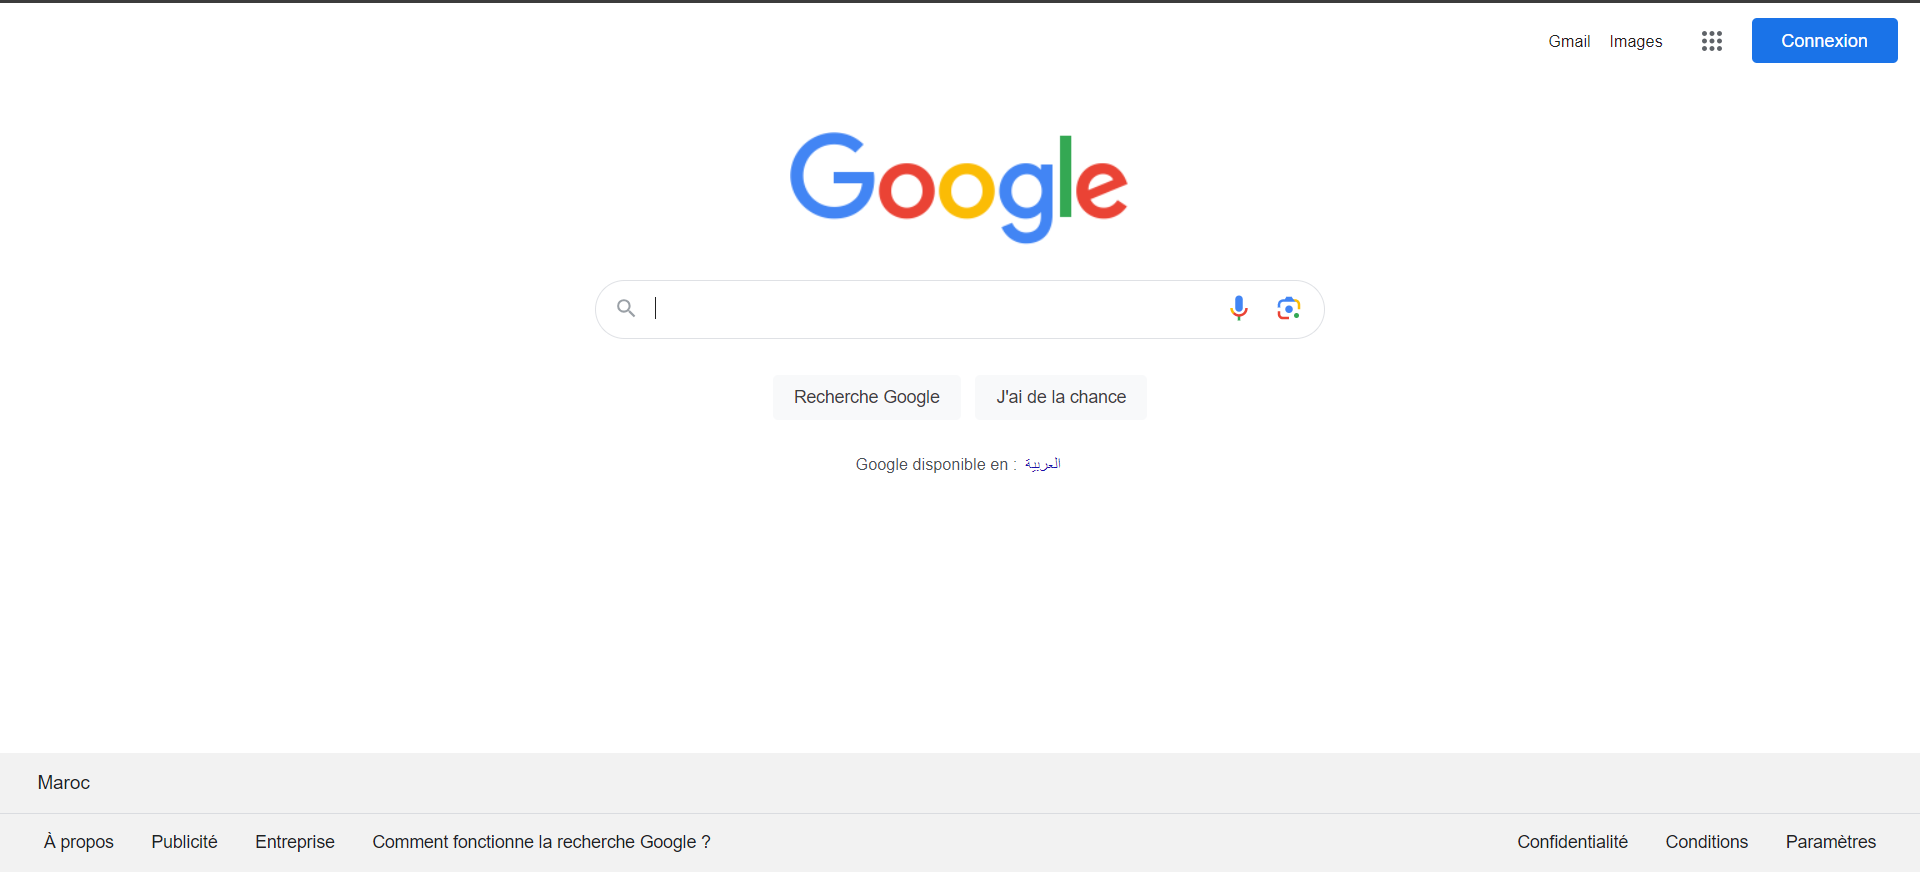 Gmail Images Connexion
Google
Recherche Google J'ai de la chance
Google disponible en : العربية
Maroc
À propos Publicité Entreprise Comment fonctionne la recherche Google ? Confidentialité Conditions Paramètres